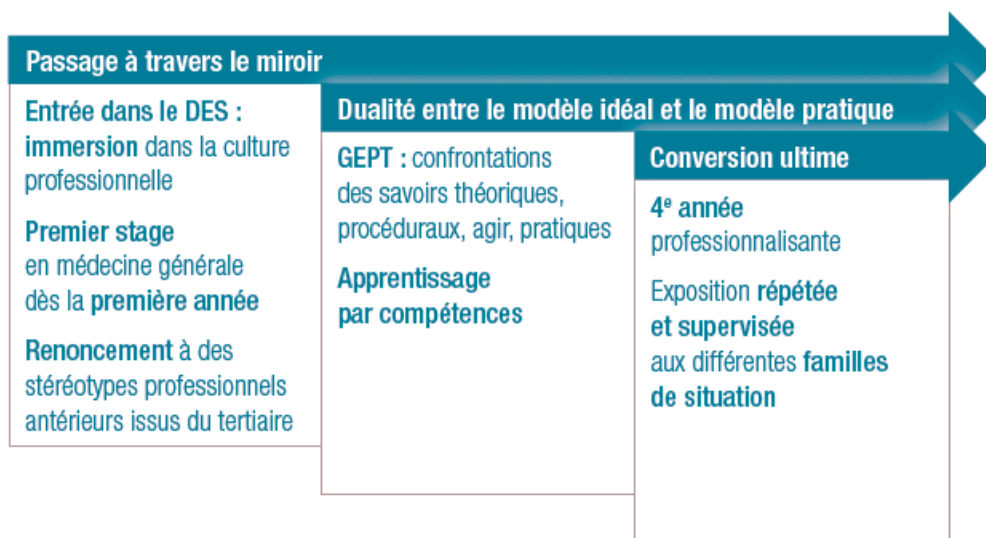 Passage à travers le miroir
Entrée dans le DES :
immersion dans la culture
professionnelle
Premier stage
en médecine générale
dès la première année
Renoncement à des
stéréotypes professionnels
antérieurs issus du tertiaire
Dualité entre le modèle idéal et le modèle pratique
GEPT : confrontations
des savoirs théoriques,
procéduraux, agir, pratiques
Apprentissage
par compétences
Conversion ultime
4e année
professionnalisante
Exposition répétée
et supervisée
aux différentes familles
de situation